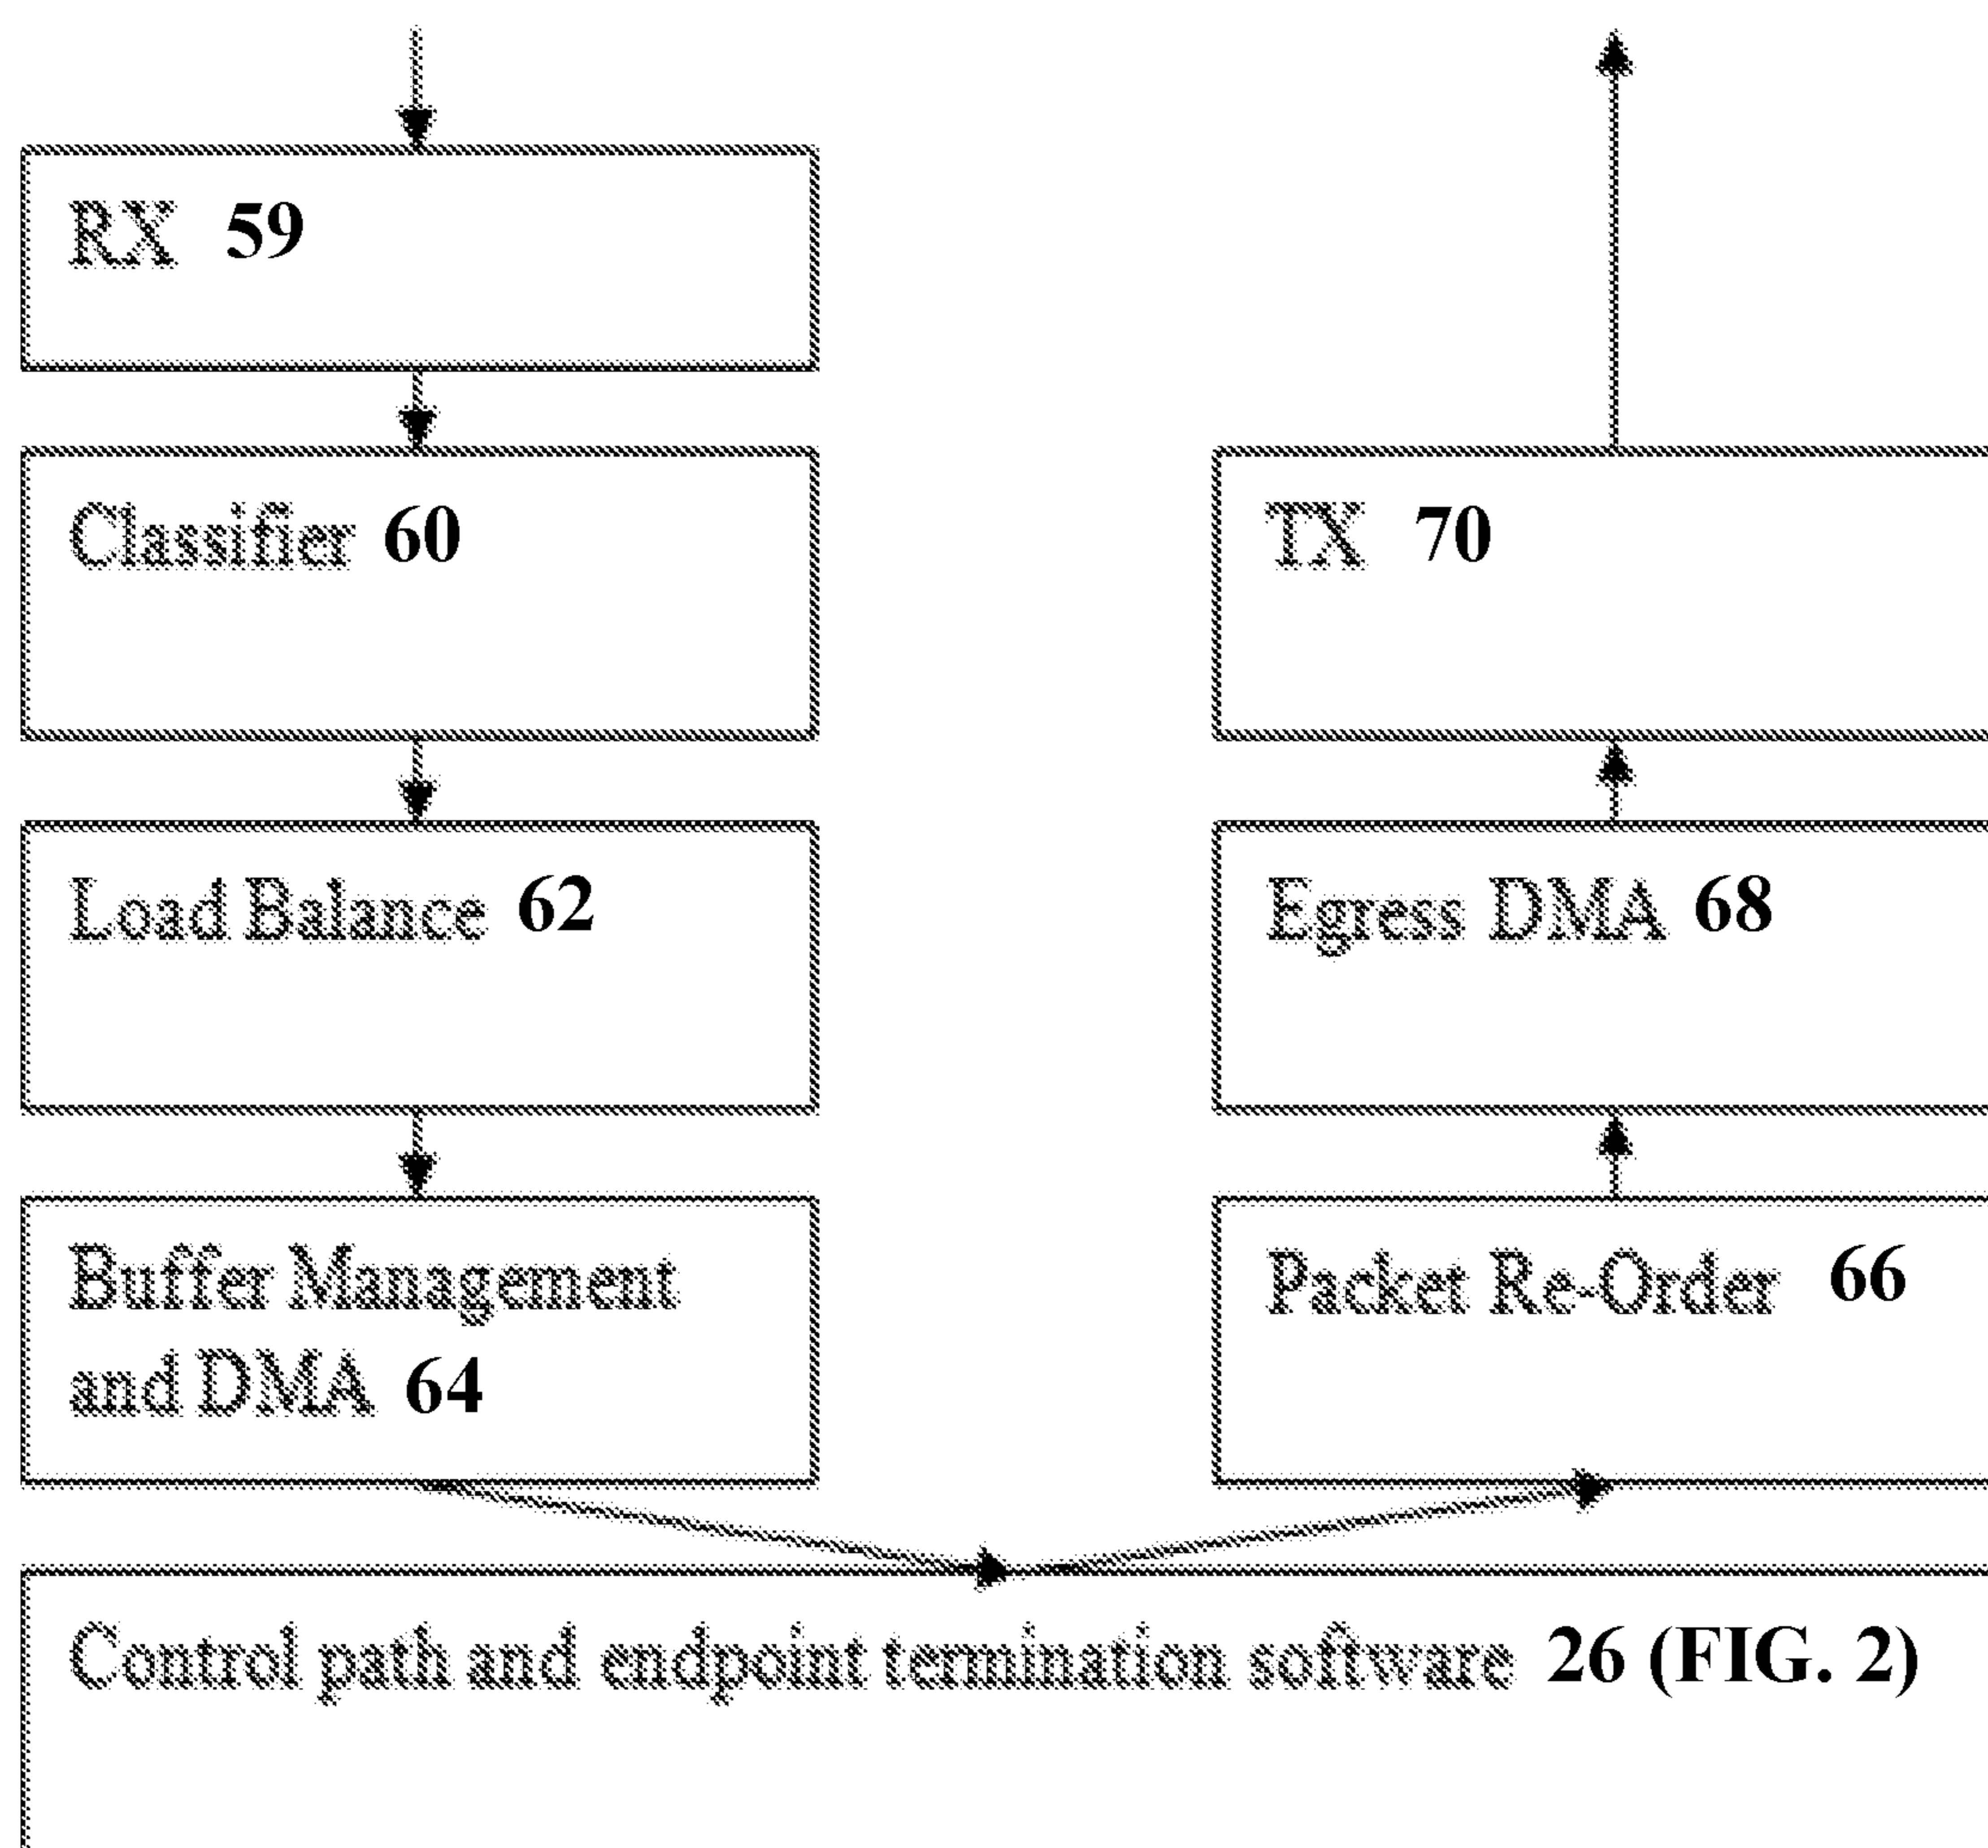 RX 59
Classifier 60
Load Balance 62
Buffer Management
and DMA 64
TX 70
Egress DMA 68
Packet Re-Order 66
Control path and endpoint termination software 26 (FIG. 2)